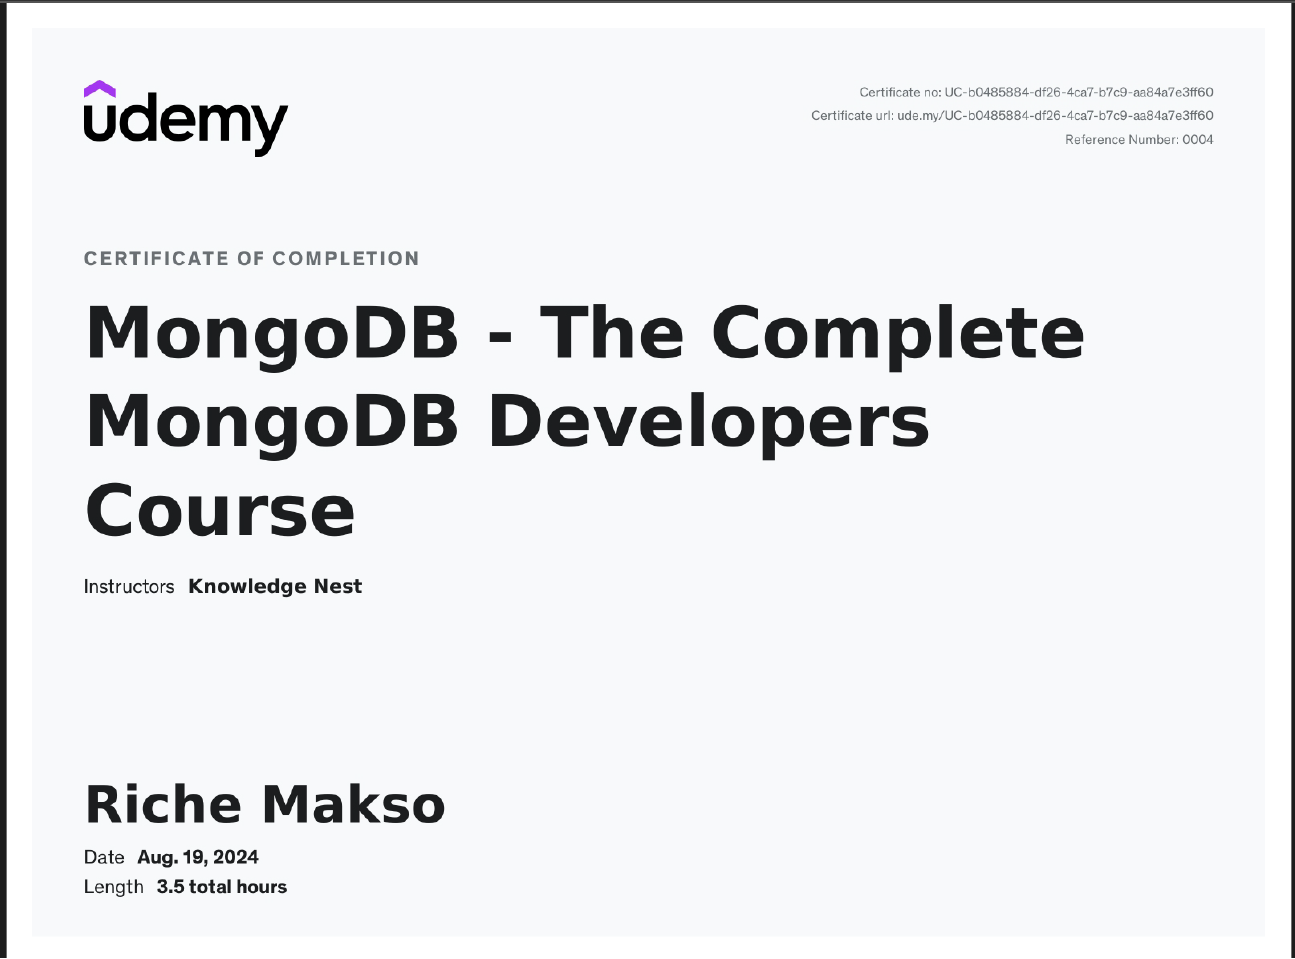 udemy
Certificate no: UC-b0485884-df26-4ca7-b7c9-aa84a7e3ff60
Certificate url: ude.my/UC-b0485884-df26-4ca7-b7c9-aa84a7e3ff60
Reference Number: 0004
CERTIFICATE OF COMPLETION
MongoDB - The Complete
MongoDB Developers
Course
Instructors Knowledge Nest
Riche Makso
Date Aug. 19, 2024
Length 3.5 total hours